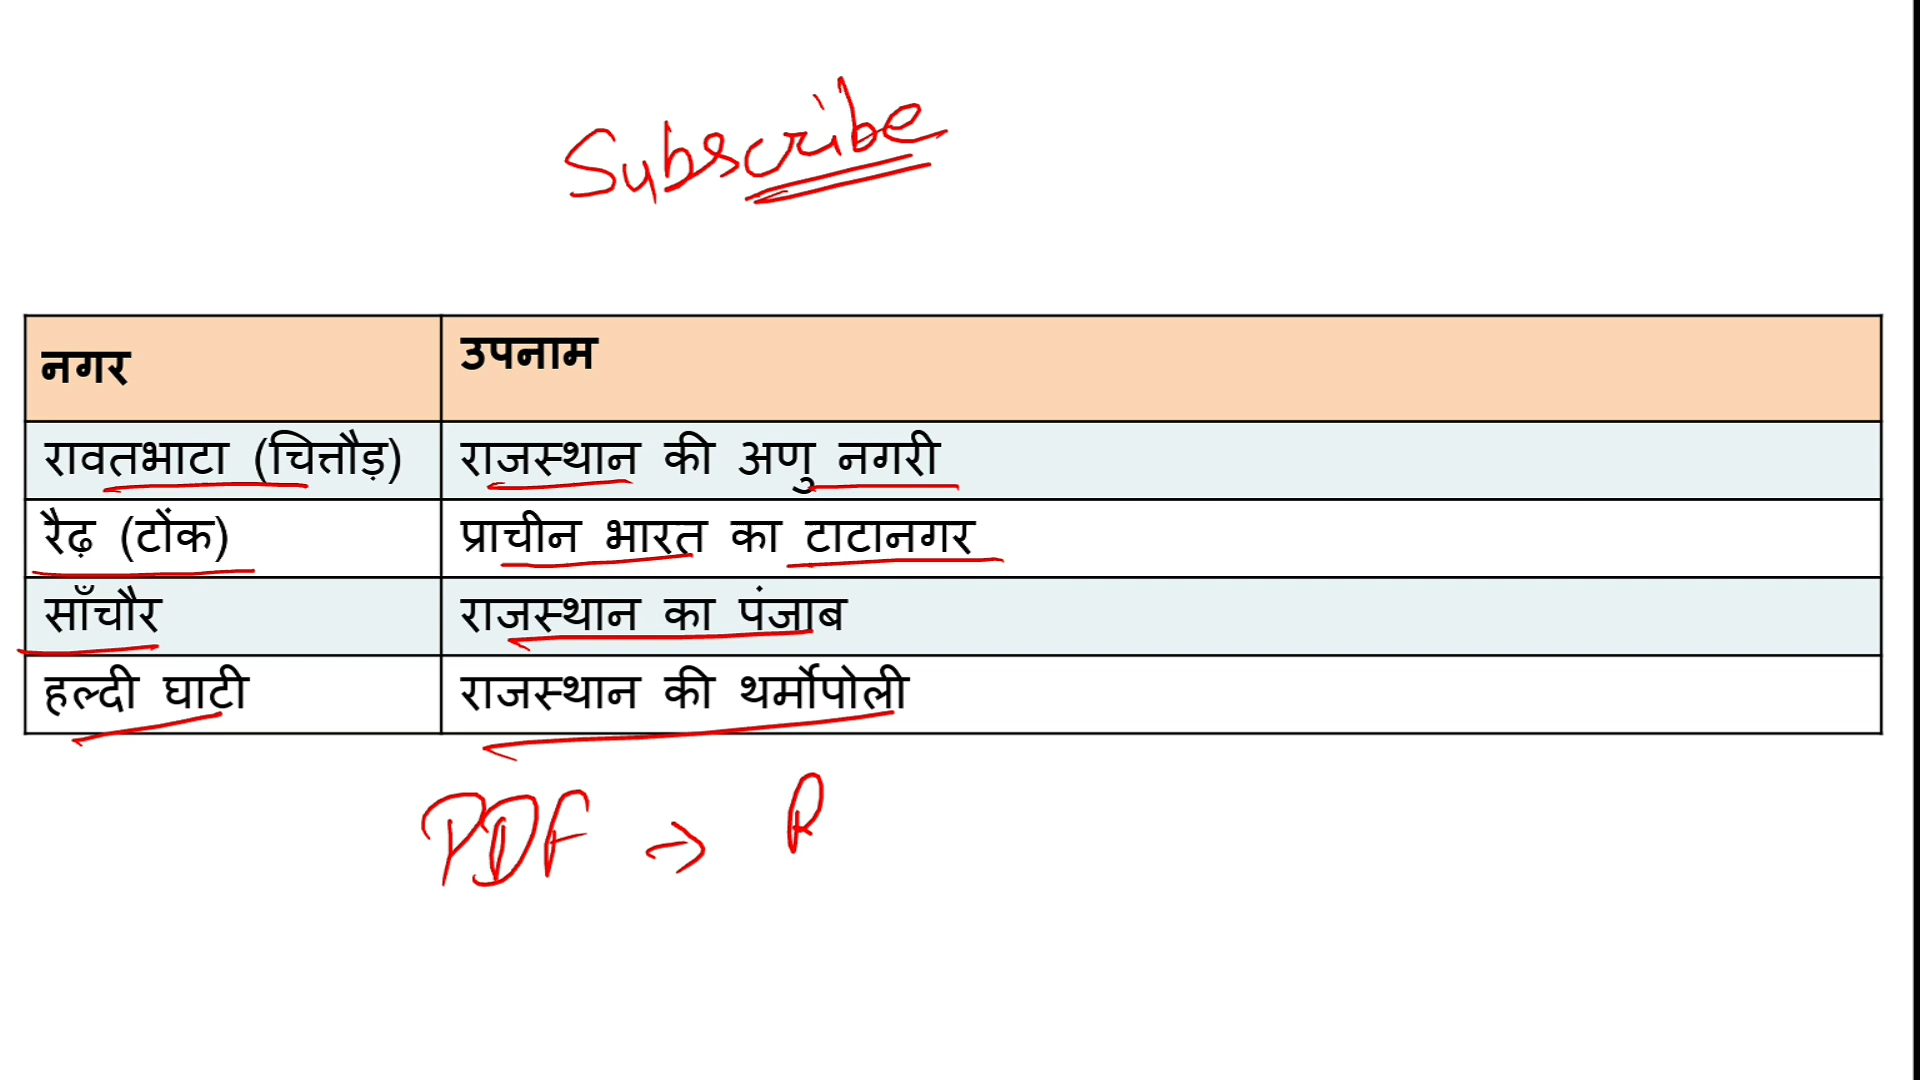 Subscribe
नगर उपनाम
रावतभाटा (चित्तौड़) राजस्थान की अणु नगरी
रैढ़ (टोंक) प्राचीन भारत का टाटानगर
साँचौर राजस्थान का पंजाब
हल्दी घाटी राजस्थान की थर्मोपोली
PDF → R